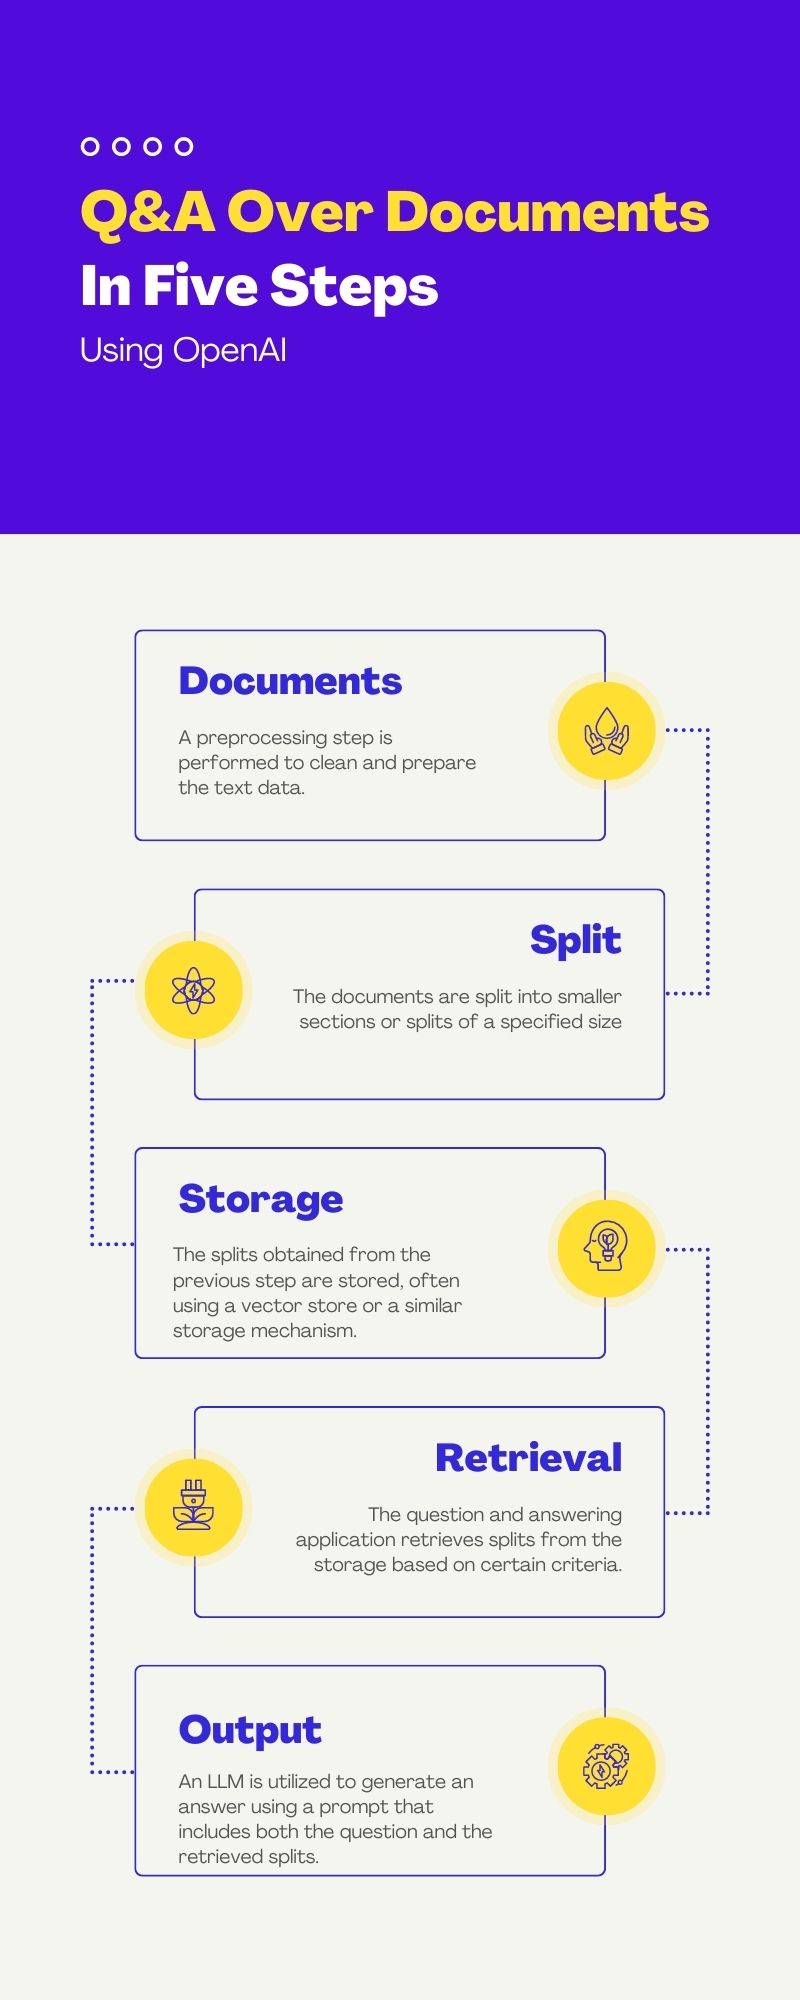 Q&A Over Documents
In Five Steps
Using OpenAI
Documents
A preprocessing step is
performed to clean and prepare
the text data.
Split
The documents are split into smaller
sections or splits of a specified size
Storage
The splits obtained from the
previous step are stored, often
using a vector store or a similar
storage mechanism.
Retrieval
The question and answering
application retrieves splits from the
storage based on certain criteria.
Output
An LLM is utilized to generate an
answer using a prompt that
includes both the question and the
retrieved splits.